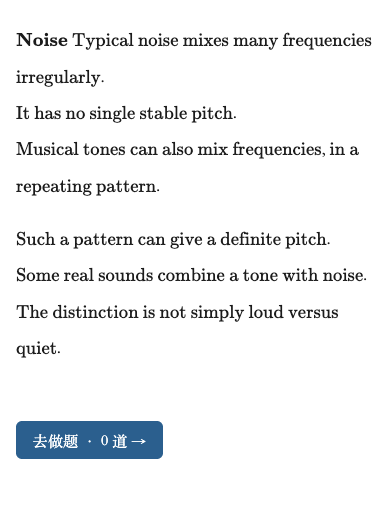 Noise Typical noise mixes many frequencies
irregularly.
It has no single stable pitch.
Musical tones can also mix frequencies, in a
repeating pattern.
Such a pattern can give a definite pitch.
Some real sounds combine a tone with noise.
The distinction is not simply loud versus
quiet.
去做题 · 0 道 →